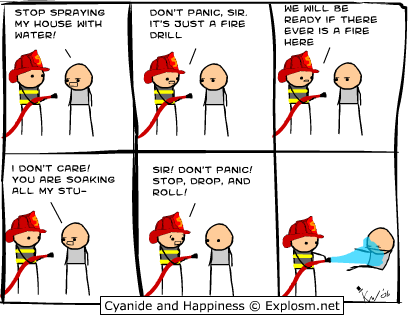 STOP SPRAYING
MY HOUSE WITH
WATER!
DON'T PANIC, SIR.
IT'S JUST A FIRE
DRILL
WE WILL BE
READY IF THERE
EVER IS A FIRE
HERE
I DON'T CARE!
YOU ARE SOAKING
ALL MY STU-
SIR! DON'T PANIC!
STOP, DROP, AND
ROLL!
Cyanide and Happiness © Explosm.net